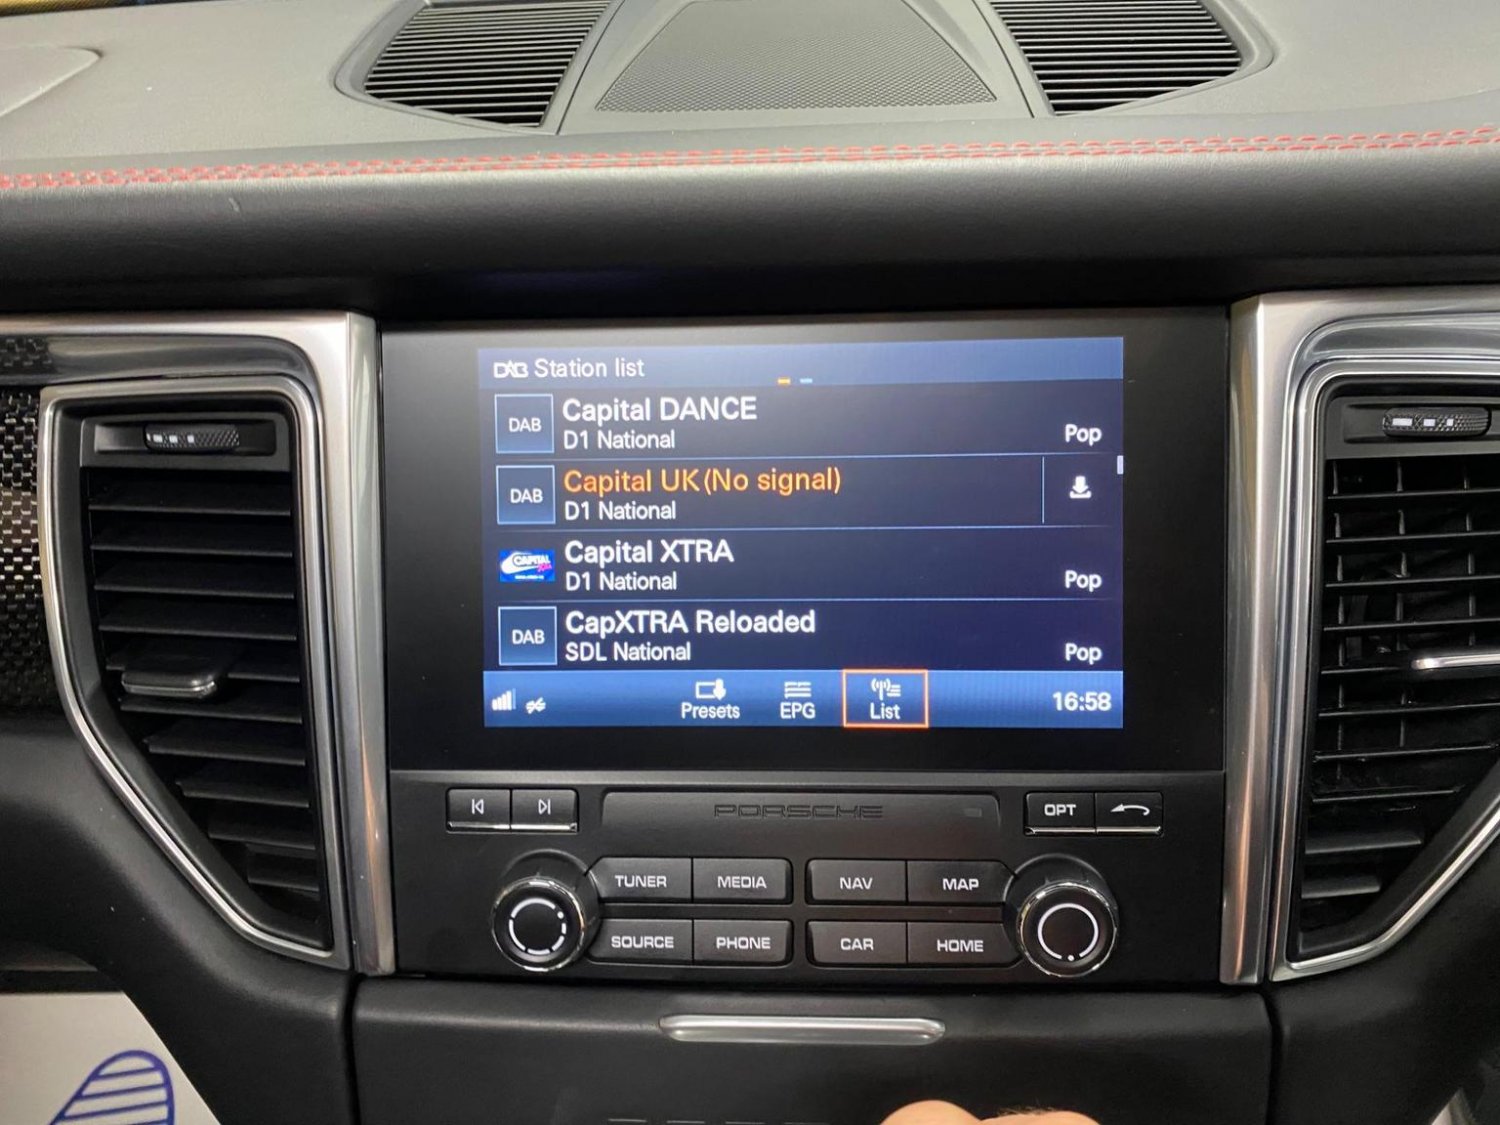 DAB Station list
DAB
Capital DANCE
D1 National
Pop
DAB
Capital UK(No signal)
D1 National
CAPITAL
Capital XTRA
D1 National
Pop
DAB
CapXTRA Reloaded
SDL National
Pop
Presets
EPG
List
16:58
PORSCHE
OPT
TUNER
MEDIA
NAV
MAP
SOURCE
PHONE
CAR
HOME